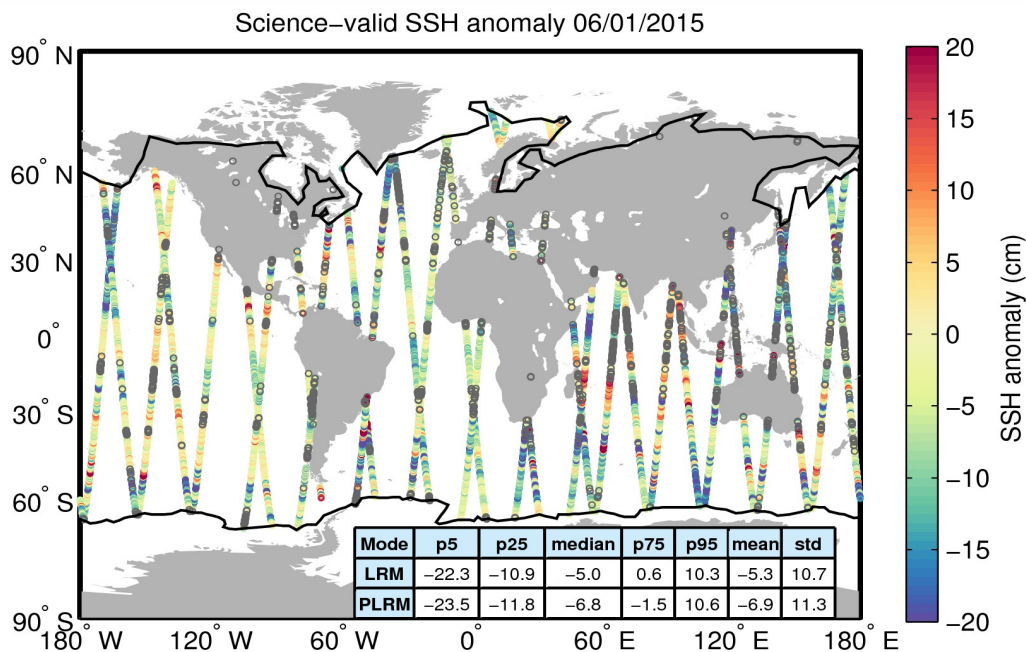 Science−valid SSH anomaly 06/01/2015
90° N
60° N
30° N
0°
30° S
60° S
90° S
180° W
120° W
60° W
0°
60° E
120° E
180° E
Mode p5 p25 median p75 p95 mean std
LRM −22.3 −10.9 −5.0 0.6 10.3 −5.3 10.7
PLRM −23.5 −11.8 −6.8 −1.5 10.6 −6.9 11.3
20
15
10
5
0
−5
−10
−15
−20
SSH anomaly (cm)